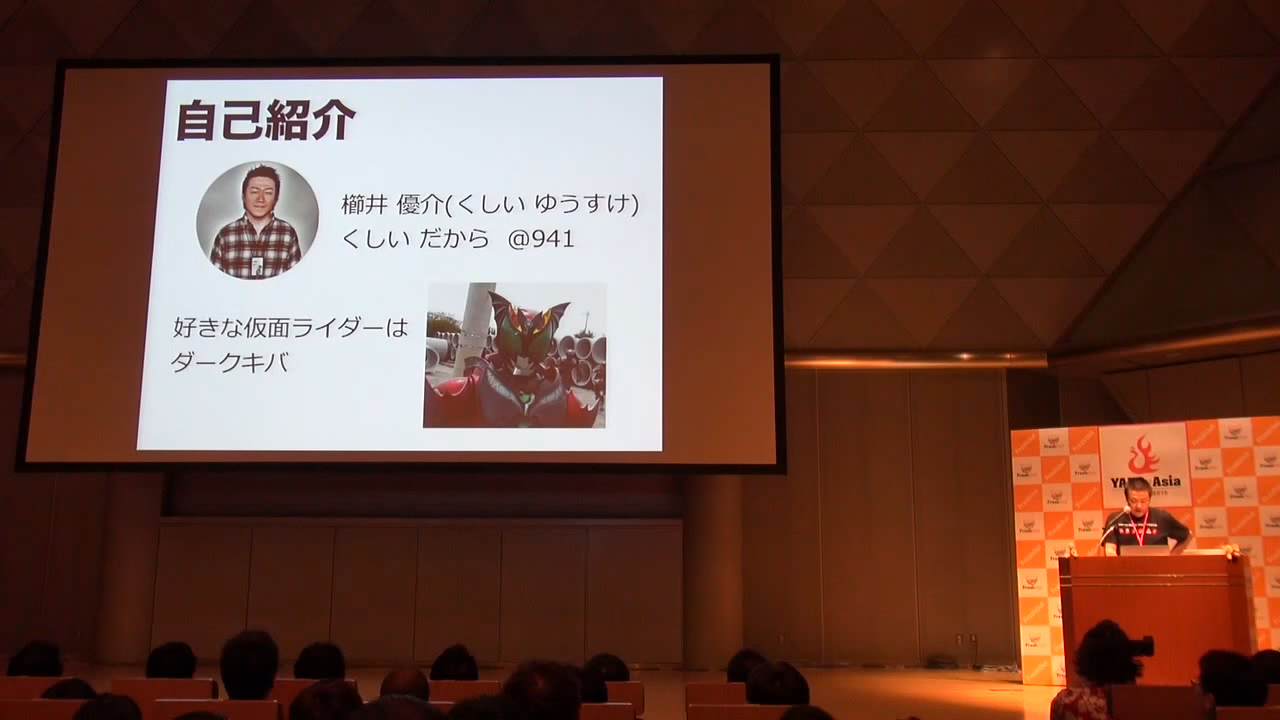 自己紹介
櫛井 優介(くしい ゆうすけ)
くしい だから @941
好きな仮面ライダーは
ダークキバ
Asia